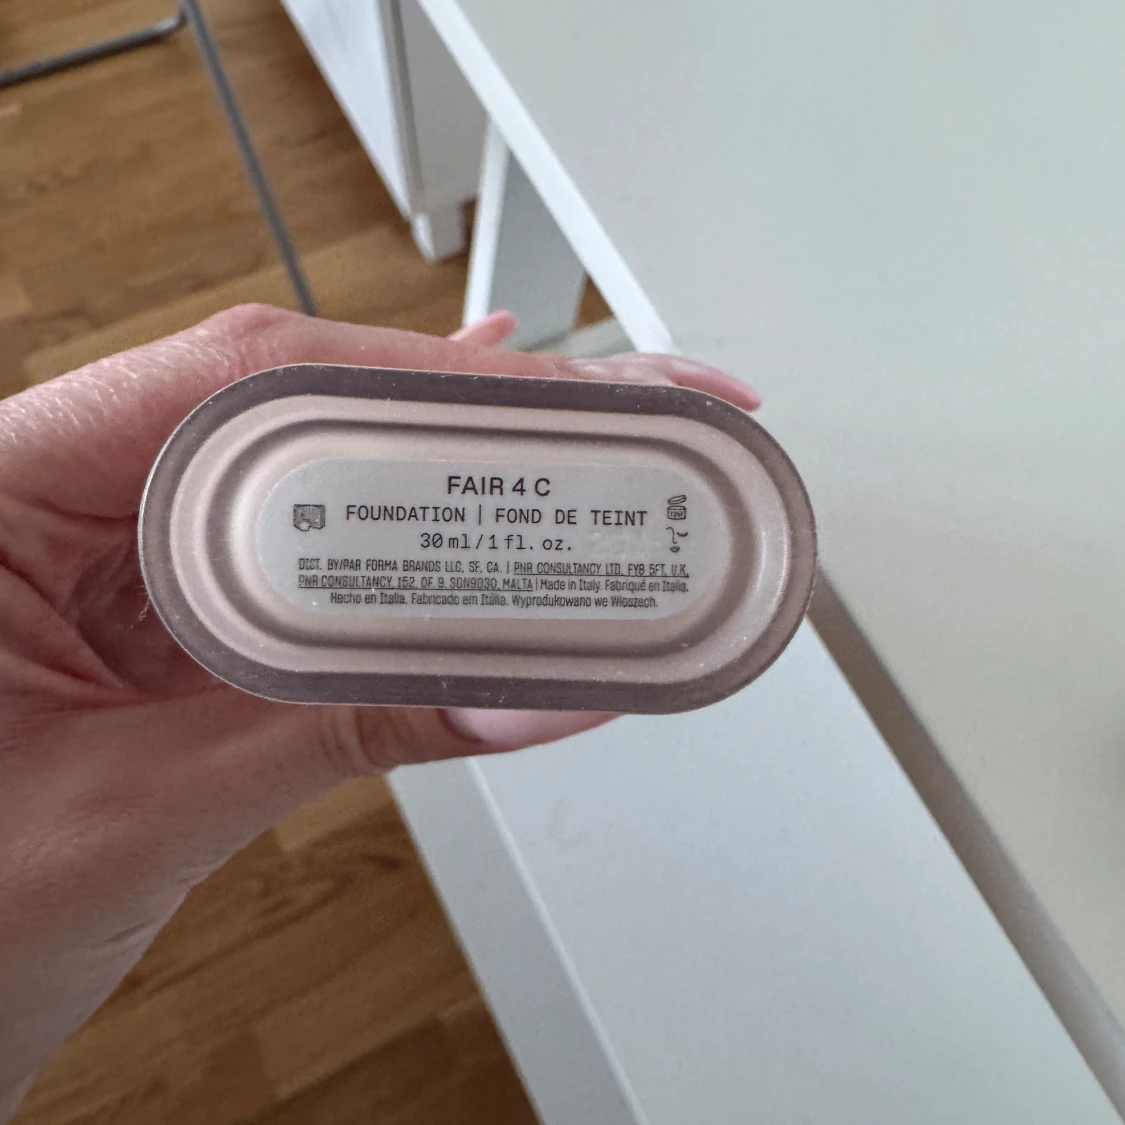 FAIR 4 C
FOUNDATION | FOND DE TEINT
30 ml / 1 fl. oz.
DIST. BY/PAR FORMA BRANDS LLC, SF, CA. | PNR CONSULTANCY LTD, FY8 5FT, U.K.
PNR CONSULTANCY, 152, OF 9, SGN9030, MALTA | Made in Italy. Fabriqué en Italie.
Hecho en Italia. Fabricado em Itália. Wyprodukowano we Włoszech.